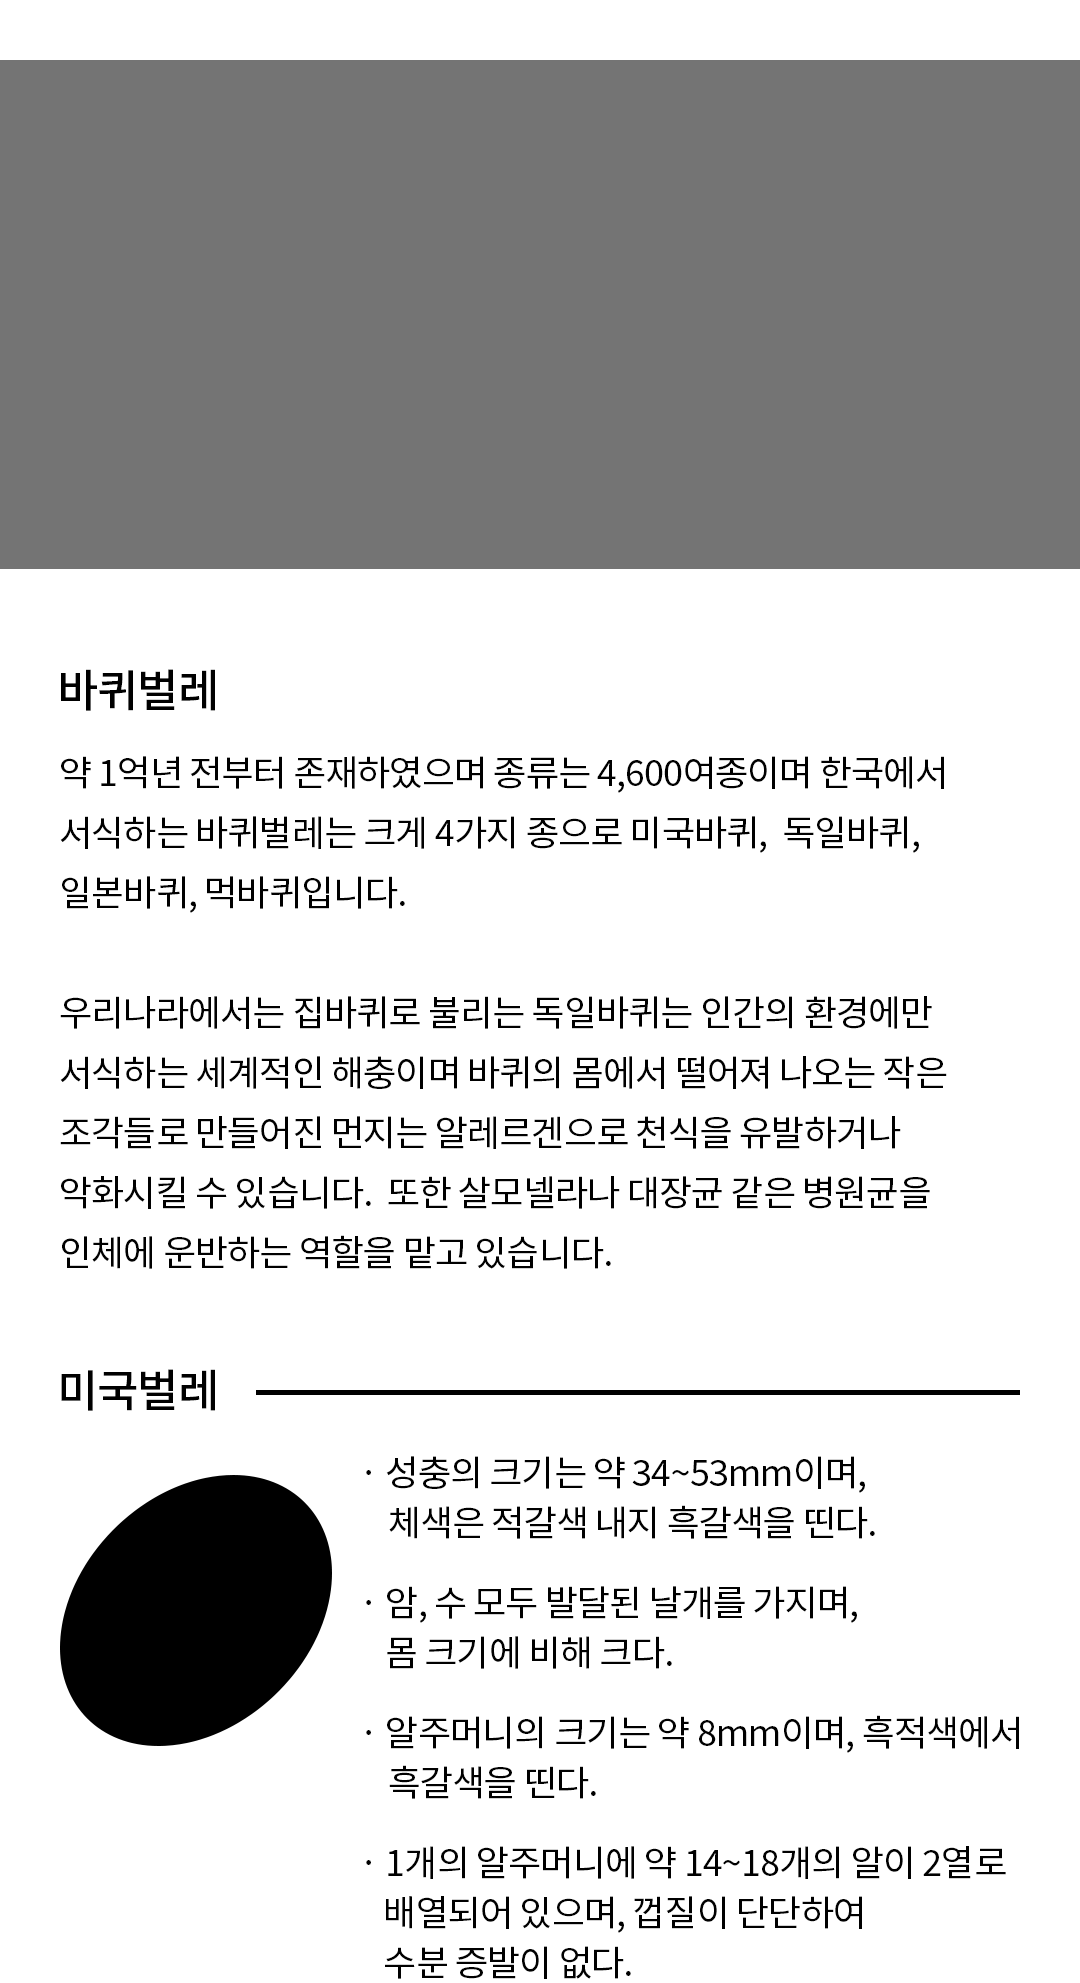 바퀴벌레
약 1억년 전부터 존재하였으며 종류는 4,600여종이며 한국에서
서식하는 바퀴벌레는 크게 4가지 종으로 미국바퀴, 독일바퀴,
일본바퀴, 먹바퀴입니다.
우리나라에서는 집바퀴로 불리는 독일바퀴는 인간의 환경에만
서식하는 세계적인 해충이며 바퀴의 몸에서 떨어져 나오는 작은
조각들로 만들어진 먼지는 알레르겐으로 천식을 유발하거나
악화시킬 수 있습니다. 또한 살모넬라나 대장균 같은 병원균을
인체에 운반하는 역할을 맡고 있습니다.
미국벌레
· 성충의 크기는 약 34~53mm이며,
체색은 적갈색 내지 흑갈색을 띤다.
· 암, 수 모두 발달된 날개를 가지며,
몸 크기에 비해 크다.
· 알주머니의 크기는 약 8mm이며, 흑적색에서
흑갈색을 띤다.
· 1개의 알주머니에 약 14~18개의 알이 2열로
배열되어 있으며, 껍질이 단단하여
수분 증발이 없다.